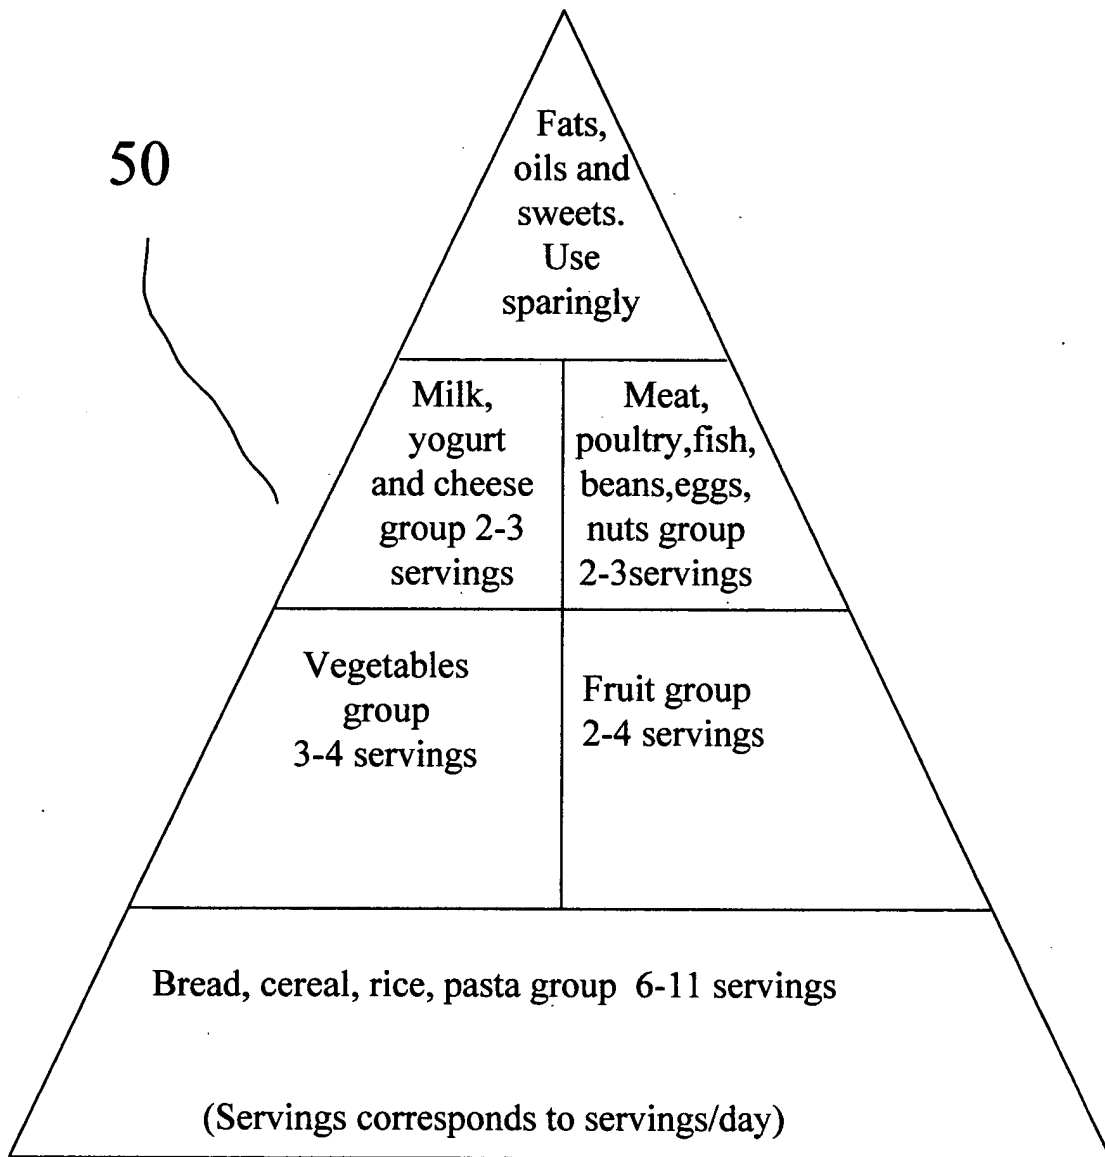 50
Fats,
oils and
sweets.
Use
sparingly
Milk,
yogurt
and cheese
group 2-3
servings
Meat,
poultry,fish,
beans,eggs,
nuts group
2-3servings
Vegetables
group
3-4 servings
Fruit group
2-4 servings
Bread, cereal, rice, pasta group 6-11 servings
(Servings corresponds to servings/day)